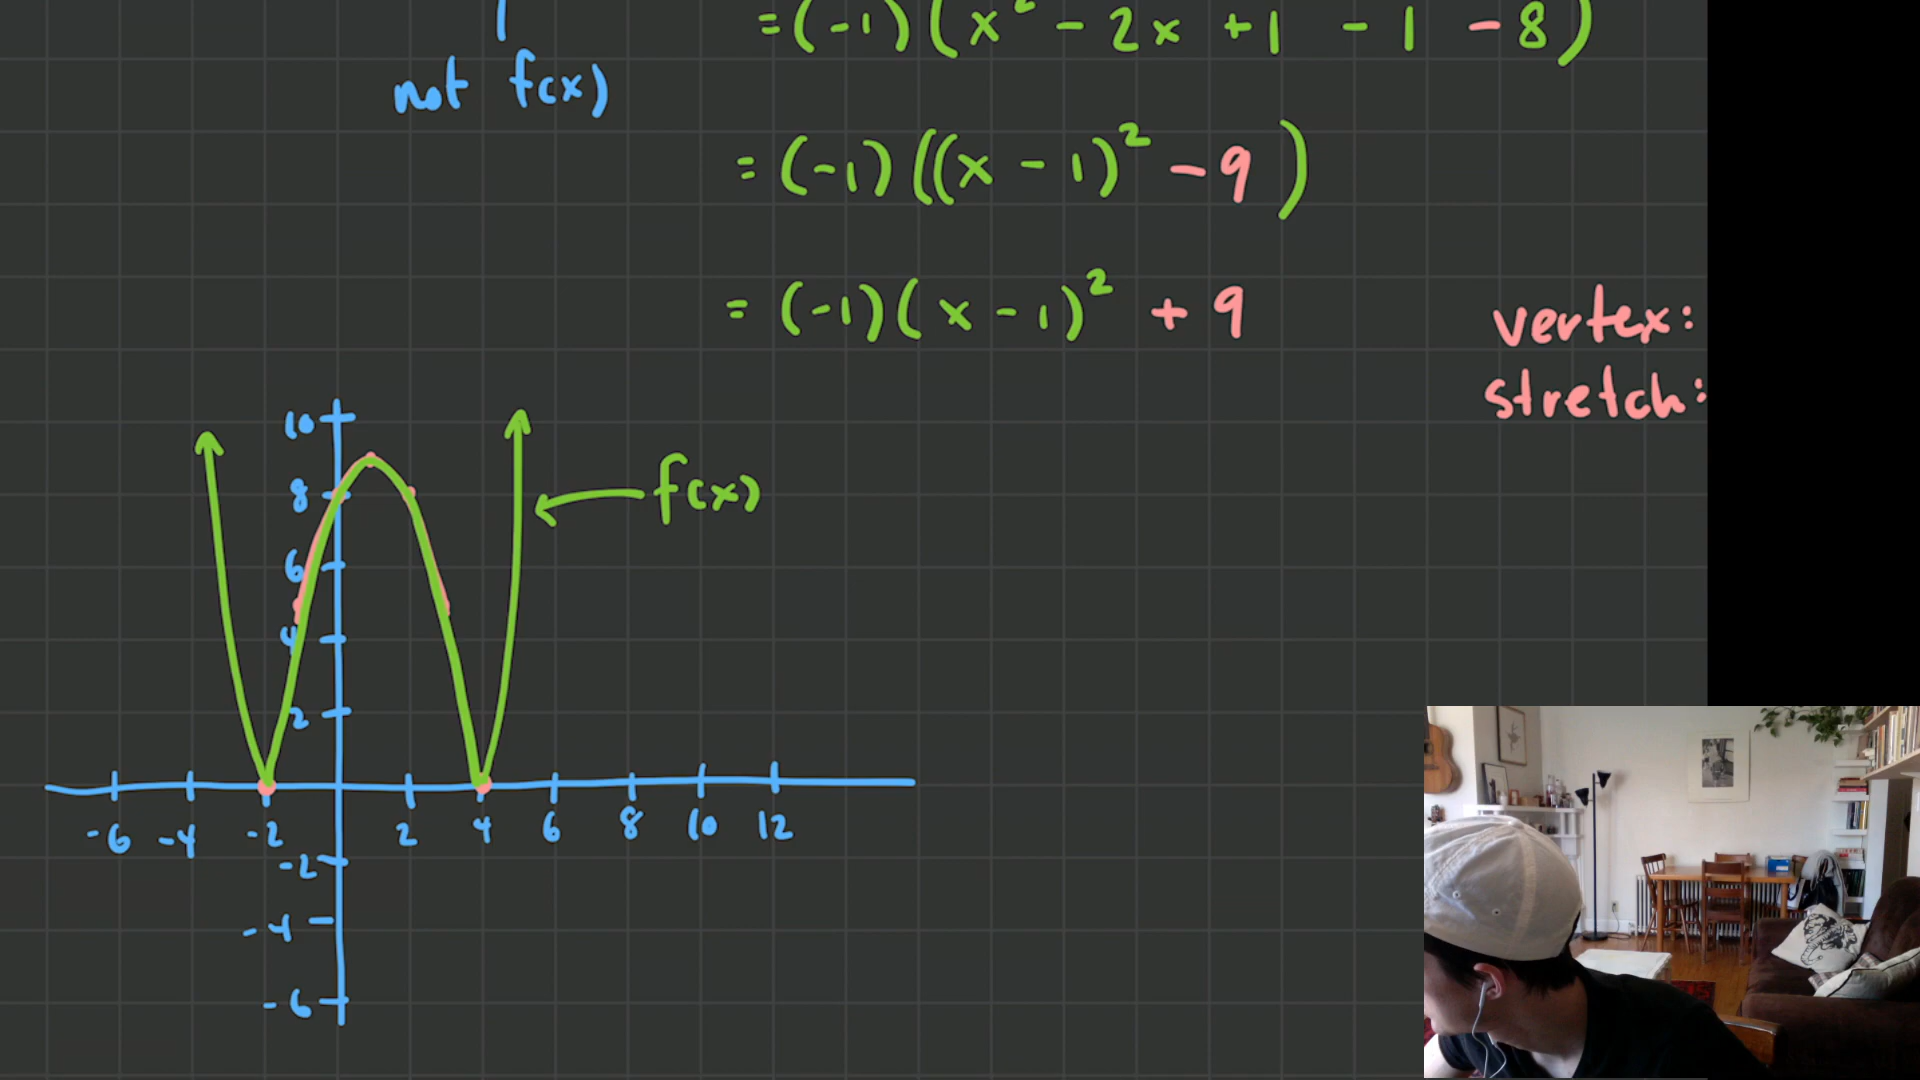 = (-1)(x² - 2x + 1 - 1 - 8)
not f(x)
= (-1)((x - 1)² - 9)
= (-1)(x - 1)² + 9
vertex:
stretch:
10
8
f(x)
6
4
2
-6 -4 -2 2 4 6 8 10 12
-2
-4
-6